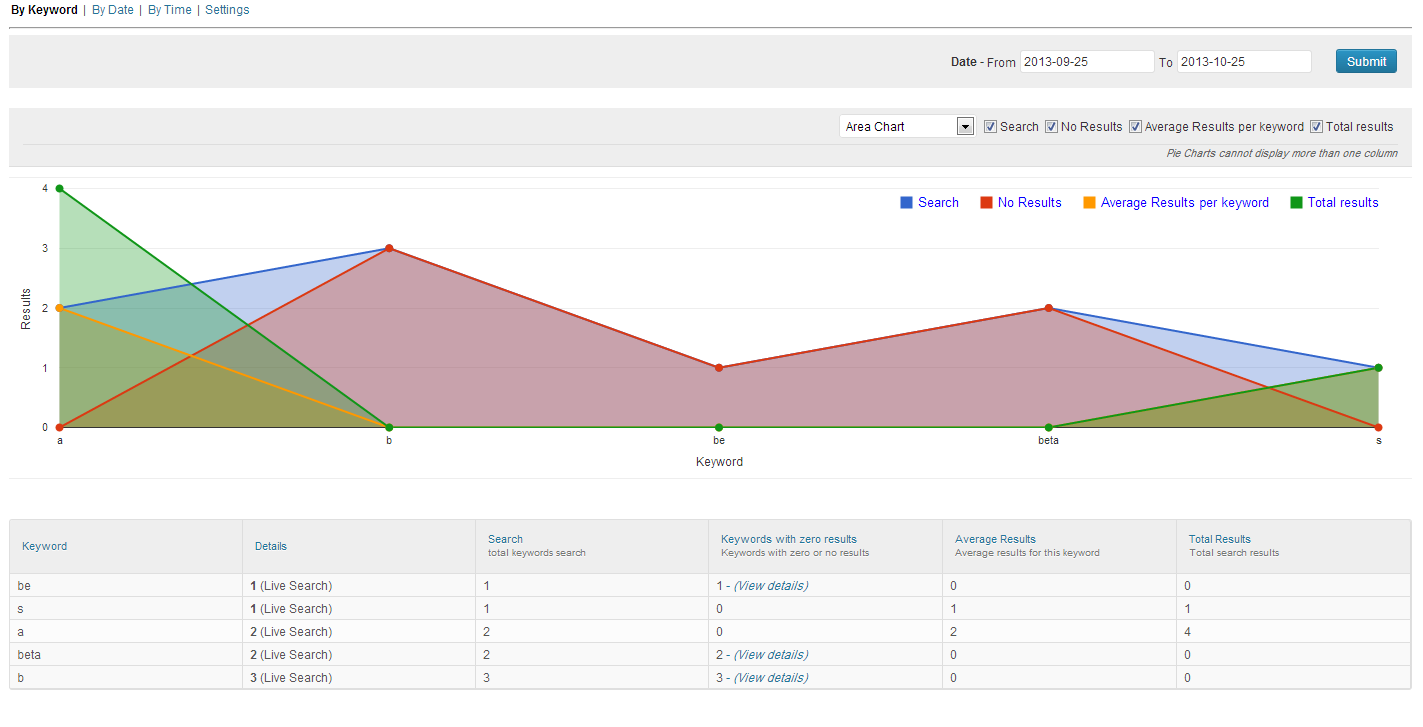 By Keyword | By Date | By Time | Settings
Date - From 2013-09-25 To 2013-10-25 Submit
Area Chart Search No Results Average Results per keyword Total results
Pie Charts cannot display more than one column
Search No Results Average Results per keyword Total results
4
3
2
1
0
Results
a b be beta s
Keyword
Keyword Details Search Keywords with zero results Average Results Total Results
total keywords search Keywords with zero or no results Average results for this keyword Total search results
be 1 (Live Search) 1 1 - (View details) 0 0
s 1 (Live Search) 1 0 1 1
a 2 (Live Search) 2 0 2 4
beta 2 (Live Search) 2 2 - (View details) 0 0
b 3 (Live Search) 3 3 - (View details) 0 0